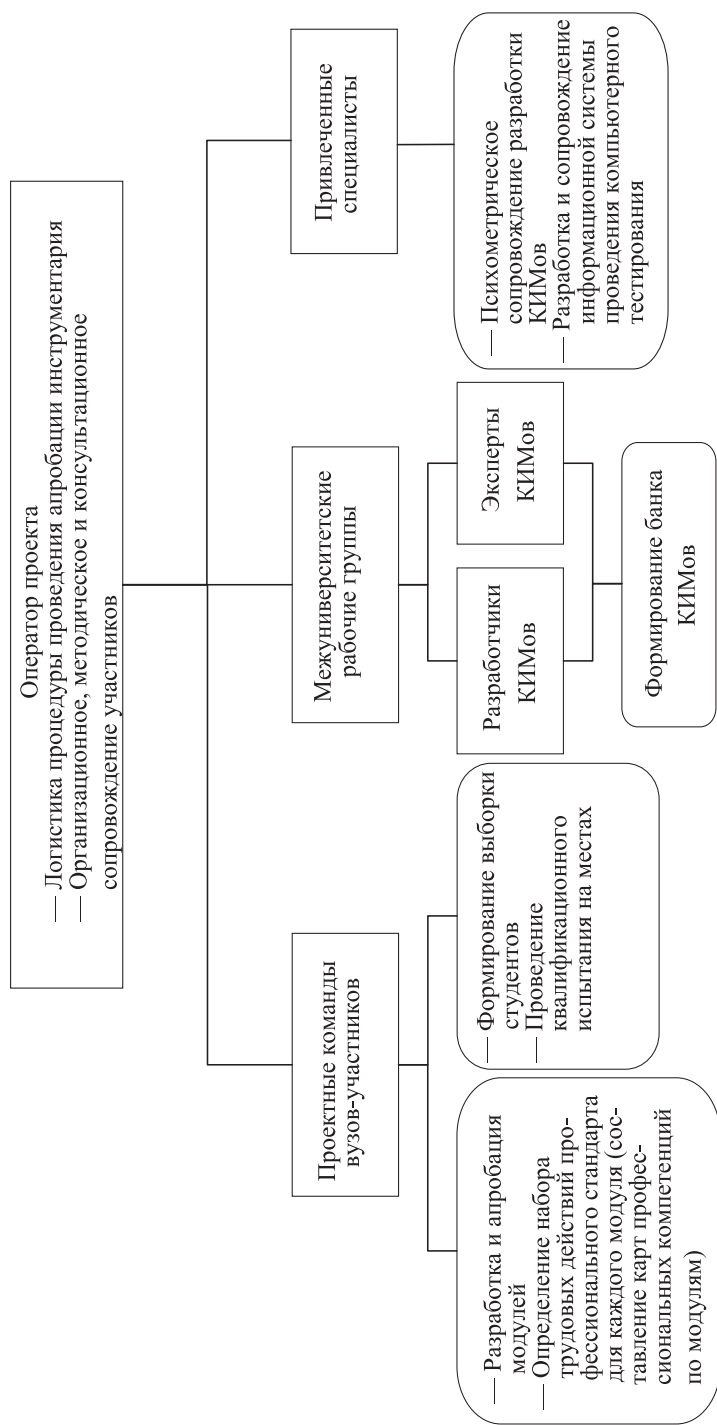 Оператор проекта
— Логистика процедуры проведения апробации инструментария
— Организационное, методическое и консультационное
сопровождение участников
Проектные команды
вузов-участников
Межуниверситетские
рабочие группы
Привлеченные
специалисты
— Разработка и апробация
модулей
— Определение набора
трудовых действий про-
фессионального стандарта
для каждого модуля (сос-
тавление карт профес-
сиональных компетенций
по модулям)
— Формирование выборки
студентов
— Проведение
квалификационного
испытания на местах
Разработчики
КИМов
Эксперты
КИМов
Формирование банка
КИМов
— Психометрическое
сопровождение разработки
КИМов
— Разработка и сопровождение
информационной системы
проведения компьютерного
тестирования